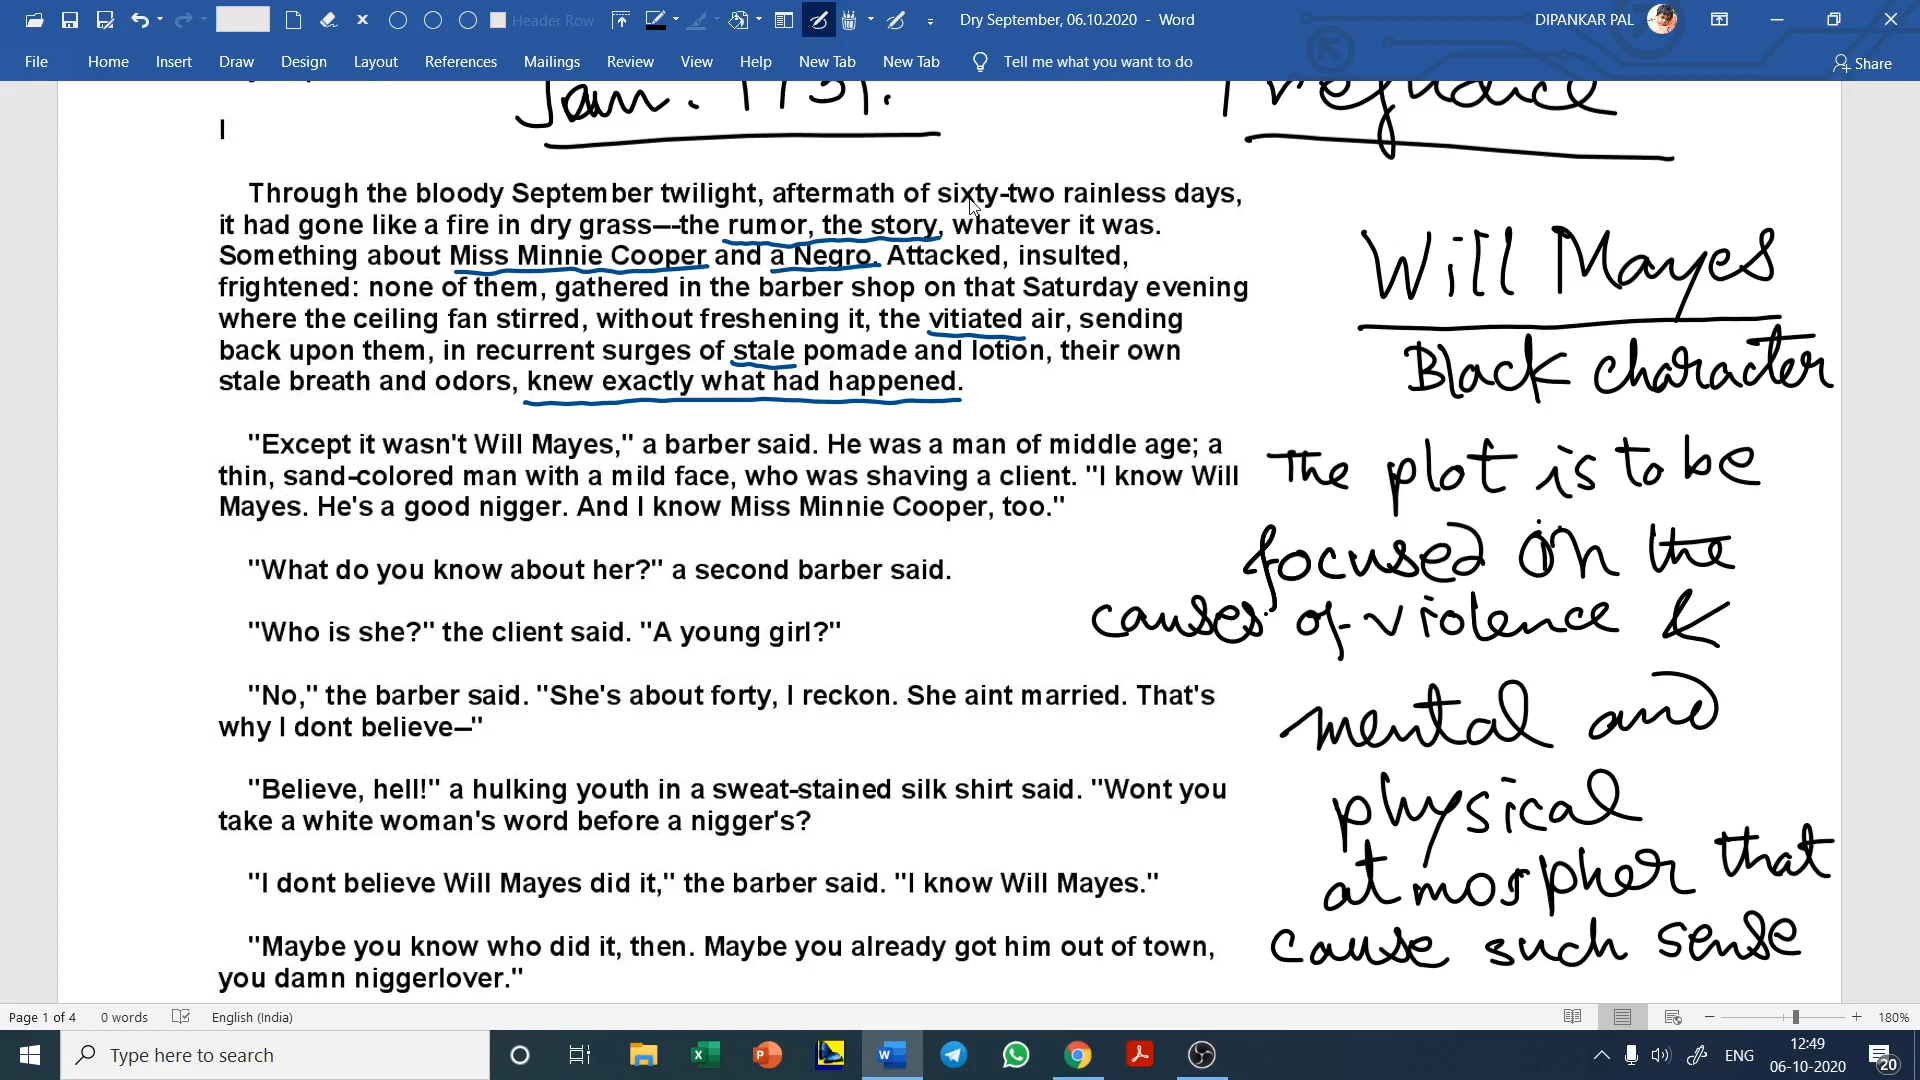 Header Row
Dry September, 06.10.2020 - Word
DIPANKAR PAL
File Home Insert Draw Design Layout References Mailings Review View Help New Tab New Tab Tell me what you want to do
Share
Jan. 1931.
Prejudice
I
Through the bloody September twilight, aftermath of sixty-two rainless days,
it had gone like a fire in dry grass—-the rumor, the story, whatever it was.
Something about Miss Minnie Cooper and a Negro. Attacked, insulted,
frightened: none of them, gathered in the barber shop on that Saturday evening
where the ceiling fan stirred, without freshening it, the vitiated air, sending
back upon them, in recurrent surges of stale pomade and lotion, their own
stale breath and odors, knew exactly what had happened.
Will Mayes
Black character
"Except it wasn't Will Mayes," a barber said. He was a man of middle age; a
thin, sand-colored man with a mild face, who was shaving a client. "I know Will
Mayes. He's a good nigger. And I know Miss Minnie Cooper, too."
"What do you know about her?" a second barber said.
"Who is she?" the client said. "A young girl?"
"No," the barber said. "She's about forty, I reckon. She aint married. That's
why I dont believe—"
"Believe, hell!" a hulking youth in a sweat-stained silk shirt said. "Wont you
take a white woman's word before a nigger's?
"I dont believe Will Mayes did it," the barber said. "I know Will Mayes."
"Maybe you know who did it, then. Maybe you already got him out of town,
you damn niggerlover."
The plot is to be
focused on the
causes of violence &
mental and
physical
atmospher that
cause such sense
Page 1 of 4 0 words English (India)
180%
Type here to search
ENG
12:49
06-10-2020
20